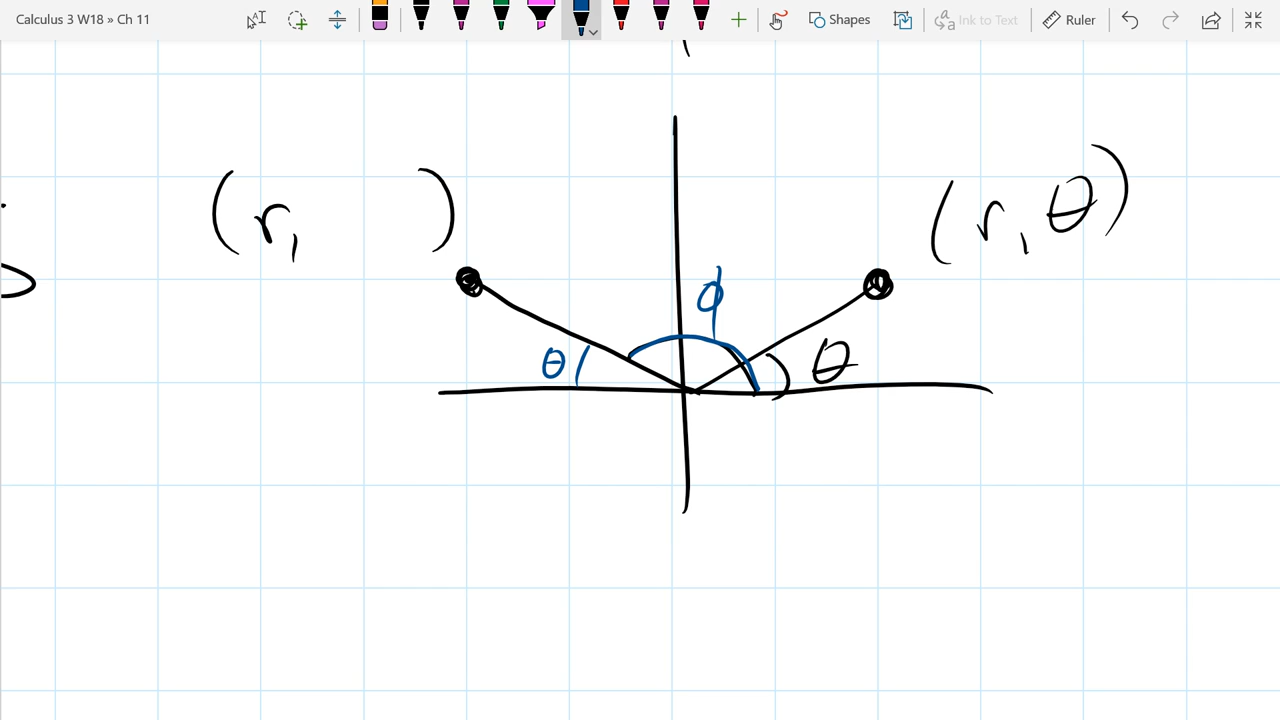 Calculus 3 W18 » Ch 11
Shapes
Ink to Text
Ruler
(r, )
(r, θ)
ϕ
θ
θ